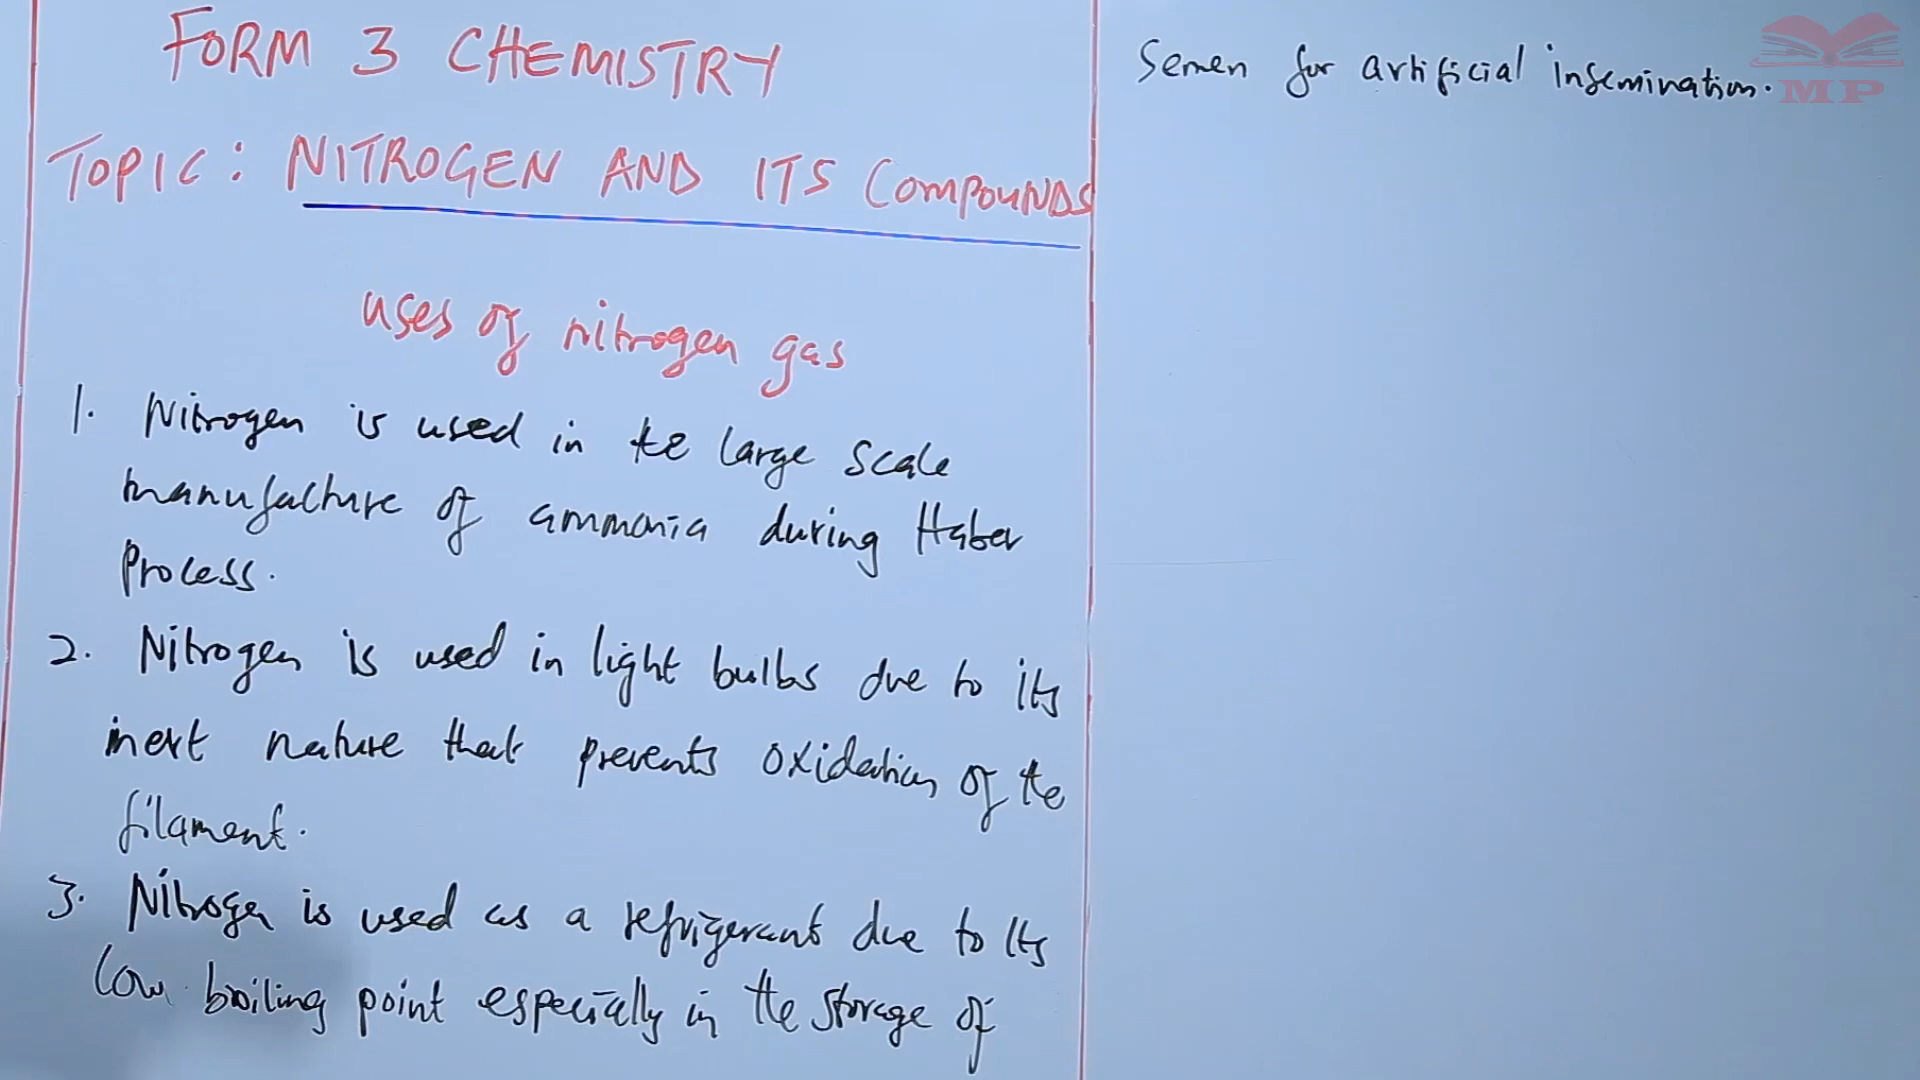 FORM 3 CHEMISTRY
TOPIC: NITROGEN AND ITS COMPOUNDS
uses of nitrogen gas
1. Nitrogen is used in the large scale
manufacture of ammonia during Haber
Process.
2. Nitrogen is used in light bulbs due to its
inert nature that prevents oxidation of the
filament.
3. Nitrogen is used as a refrigerant due to its
low boiling point especially in the storage of
Semen for artificial insemination.
MP